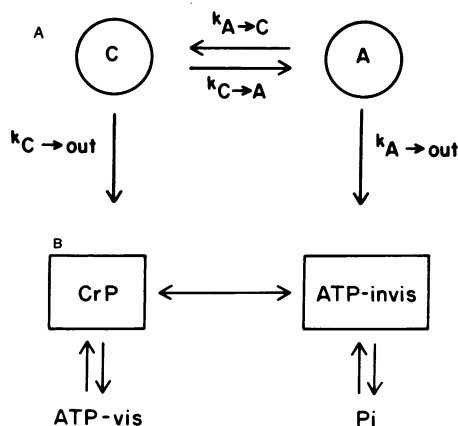 A
C
kA→C
kC→A
A
kC→out
kA→out
B
CrP
ATP-invis
ATP-vis
Pi